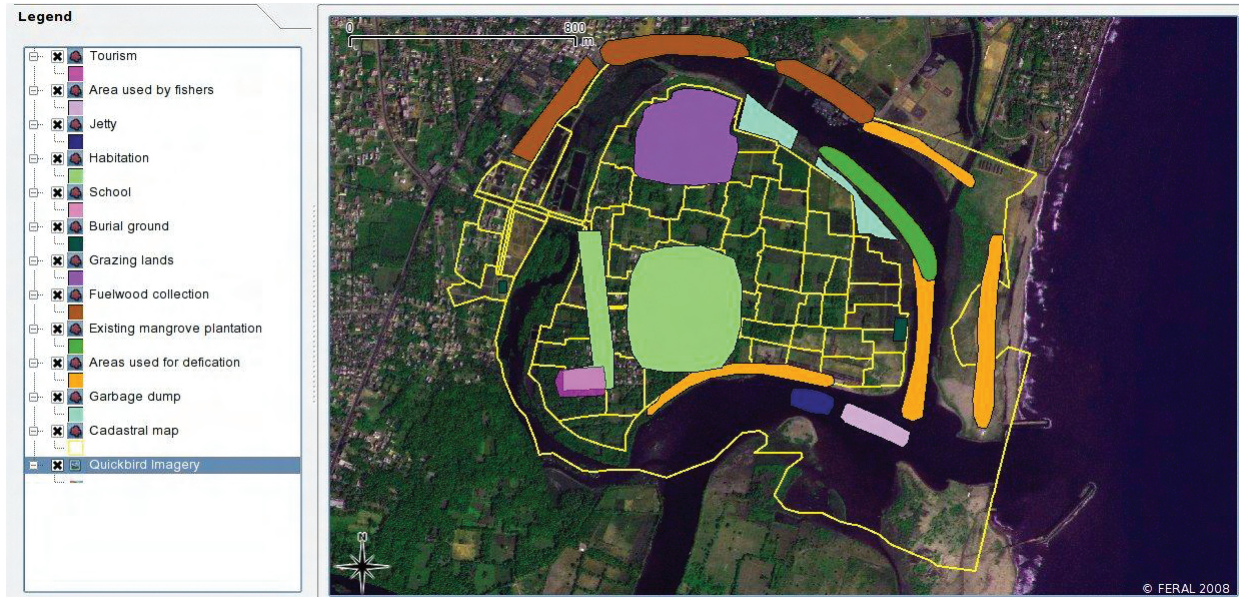 Legend
Tourism
Area used by fishers
Jetty
Habitation
School
Burial ground
Grazing lands
Fuelwood collection
Existing mangrove plantation
Areas used for defication
Garbage dump
Cadastral map
Quickbird Imagery
0 800
m
N
© FERAL 2008